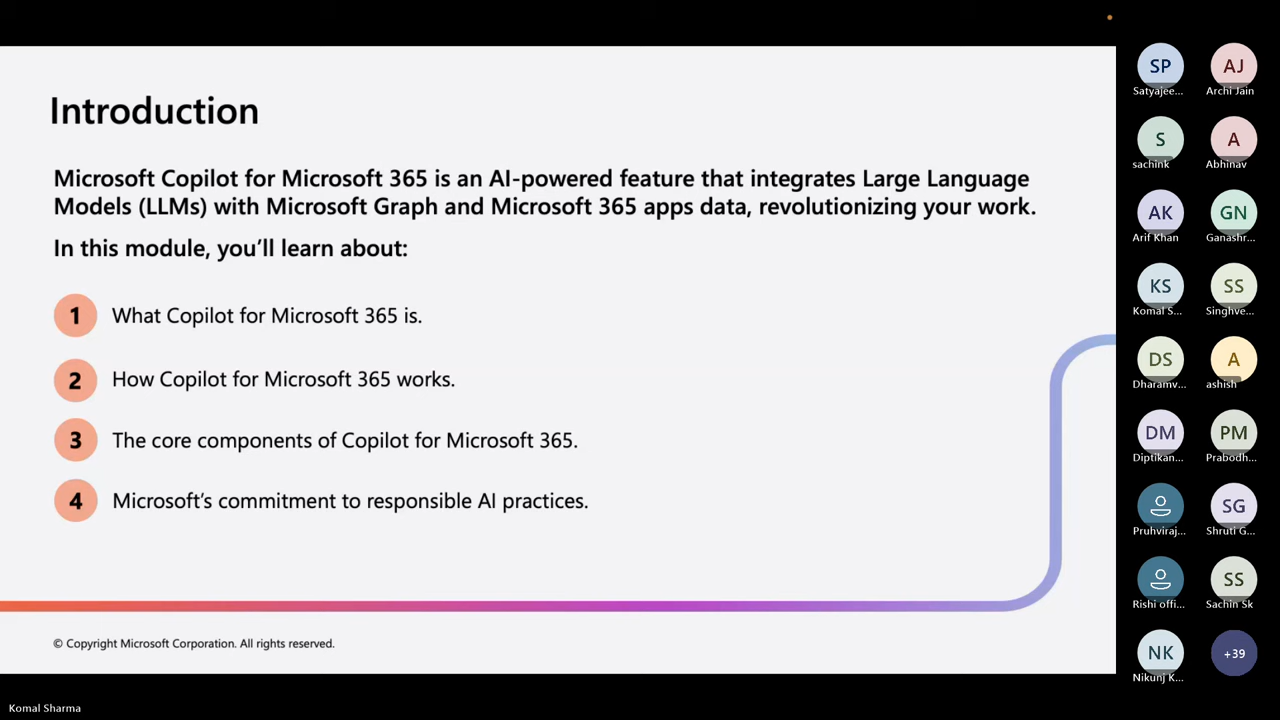 Introduction
Microsoft Copilot for Microsoft 365 is an AI-powered feature that integrates Large Language
Models (LLMs) with Microsoft Graph and Microsoft 365 apps data, revolutionizing your work.
In this module, you’ll learn about:
1 What Copilot for Microsoft 365 is.
2 How Copilot for Microsoft 365 works.
3 The core components of Copilot for Microsoft 365.
4 Microsoft’s commitment to responsible AI practices.
© Copyright Microsoft Corporation. All rights reserved.
SP AJ
Satyajee... Archi Jain
S A
sachink Abhinav
AK GN
Arif Khan Ganashr...
KS SS
Komal S... Singhve...
DS A
Dharamv... ashish
DM PM
Diptikan... Prabodh...
SG
Pruhviraj... Shruti G...
SS
Rishi offi... Sachin Sk
NK +39
Nikunj K...
Komal Sharma